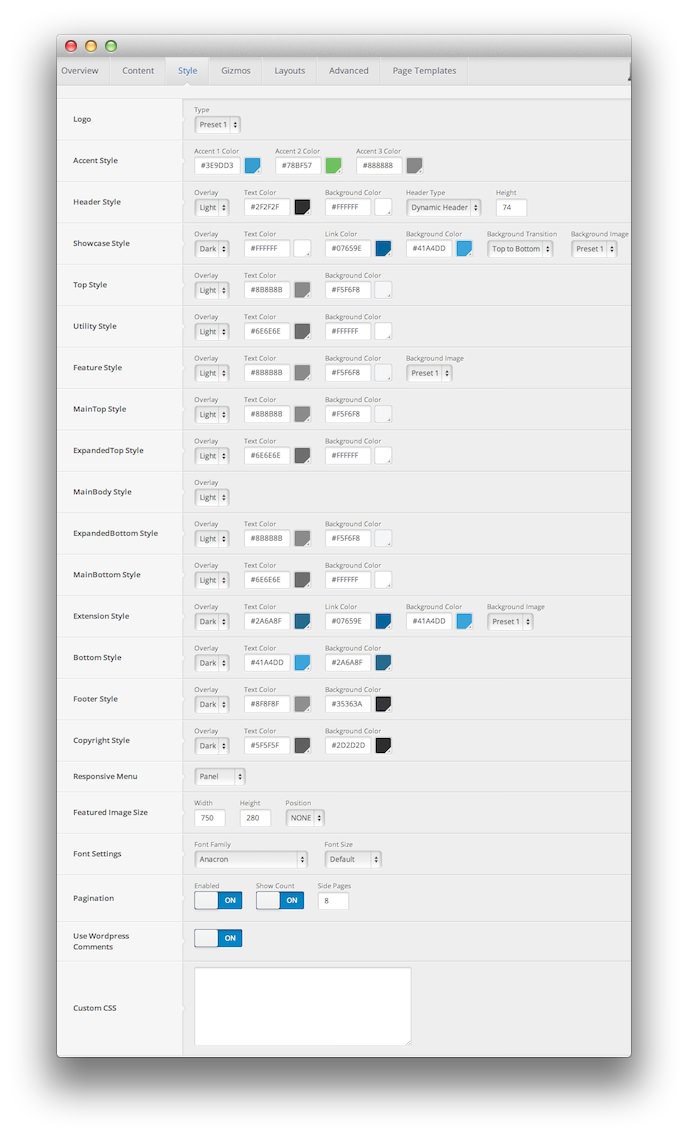 Overview Content Style Gizmos Layouts Advanced Page Templates
Type
Logo
Preset 1
Accent 1 Color Accent 2 Color Accent 3 Color
Accent Style
#3E9DD3 #78BF57 #888888
Overlay Text Color Background Color Header Type Height
Header Style
Light #2F2F2F #FFFFFF Dynamic Header 74
Overlay Text Color Link Color Background Color Background Transition Background Image
Showcase Style
Dark #FFFFFF #07659E #41A4DD Top to Bottom Preset 1
Overlay Text Color Background Color
Top Style
Light #8B8B8B #F5F6F8
Overlay Text Color Background Color
Utility Style
Light #6E6E6E #FFFFFF
Overlay Text Color Background Color Background Image
Feature Style
Light #8B8B8B #F5F6F8 Preset 1
Overlay Text Color Background Color
MainTop Style
Light #8B8B8B #F5F6F8
Overlay Text Color Background Color
ExpandedTop Style
Light #6E6E6E #FFFFFF
Overlay
MainBody Style
Light
Overlay Text Color Background Color
ExpandedBottom Style
Light #8B8B8B #F5F6F8
Overlay Text Color Background Color
MainBottom Style
Light #6E6E6E #FFFFFF
Overlay Text Color Link Color Background Color Background Image
Extension Style
Dark #2A6A8F #07659E #41A4DD Preset 1
Overlay Text Color Background Color
Bottom Style
Dark #41A4DD #2A6A8F
Overlay Text Color Background Color
Footer Style
Dark #8F8F8F #35363A
Overlay Text Color Background Color
Copyright Style
Dark #5F5F5F #2D2D2D
Responsive Menu Panel
Width Height Position
Featured Image Size
750 280 NONE
Font Family Font Size
Font Settings
Anacron Default
Enabled Show Count Side Pages
Pagination
ON ON 8
Use Wordpress
Comments
ON
Custom CSS